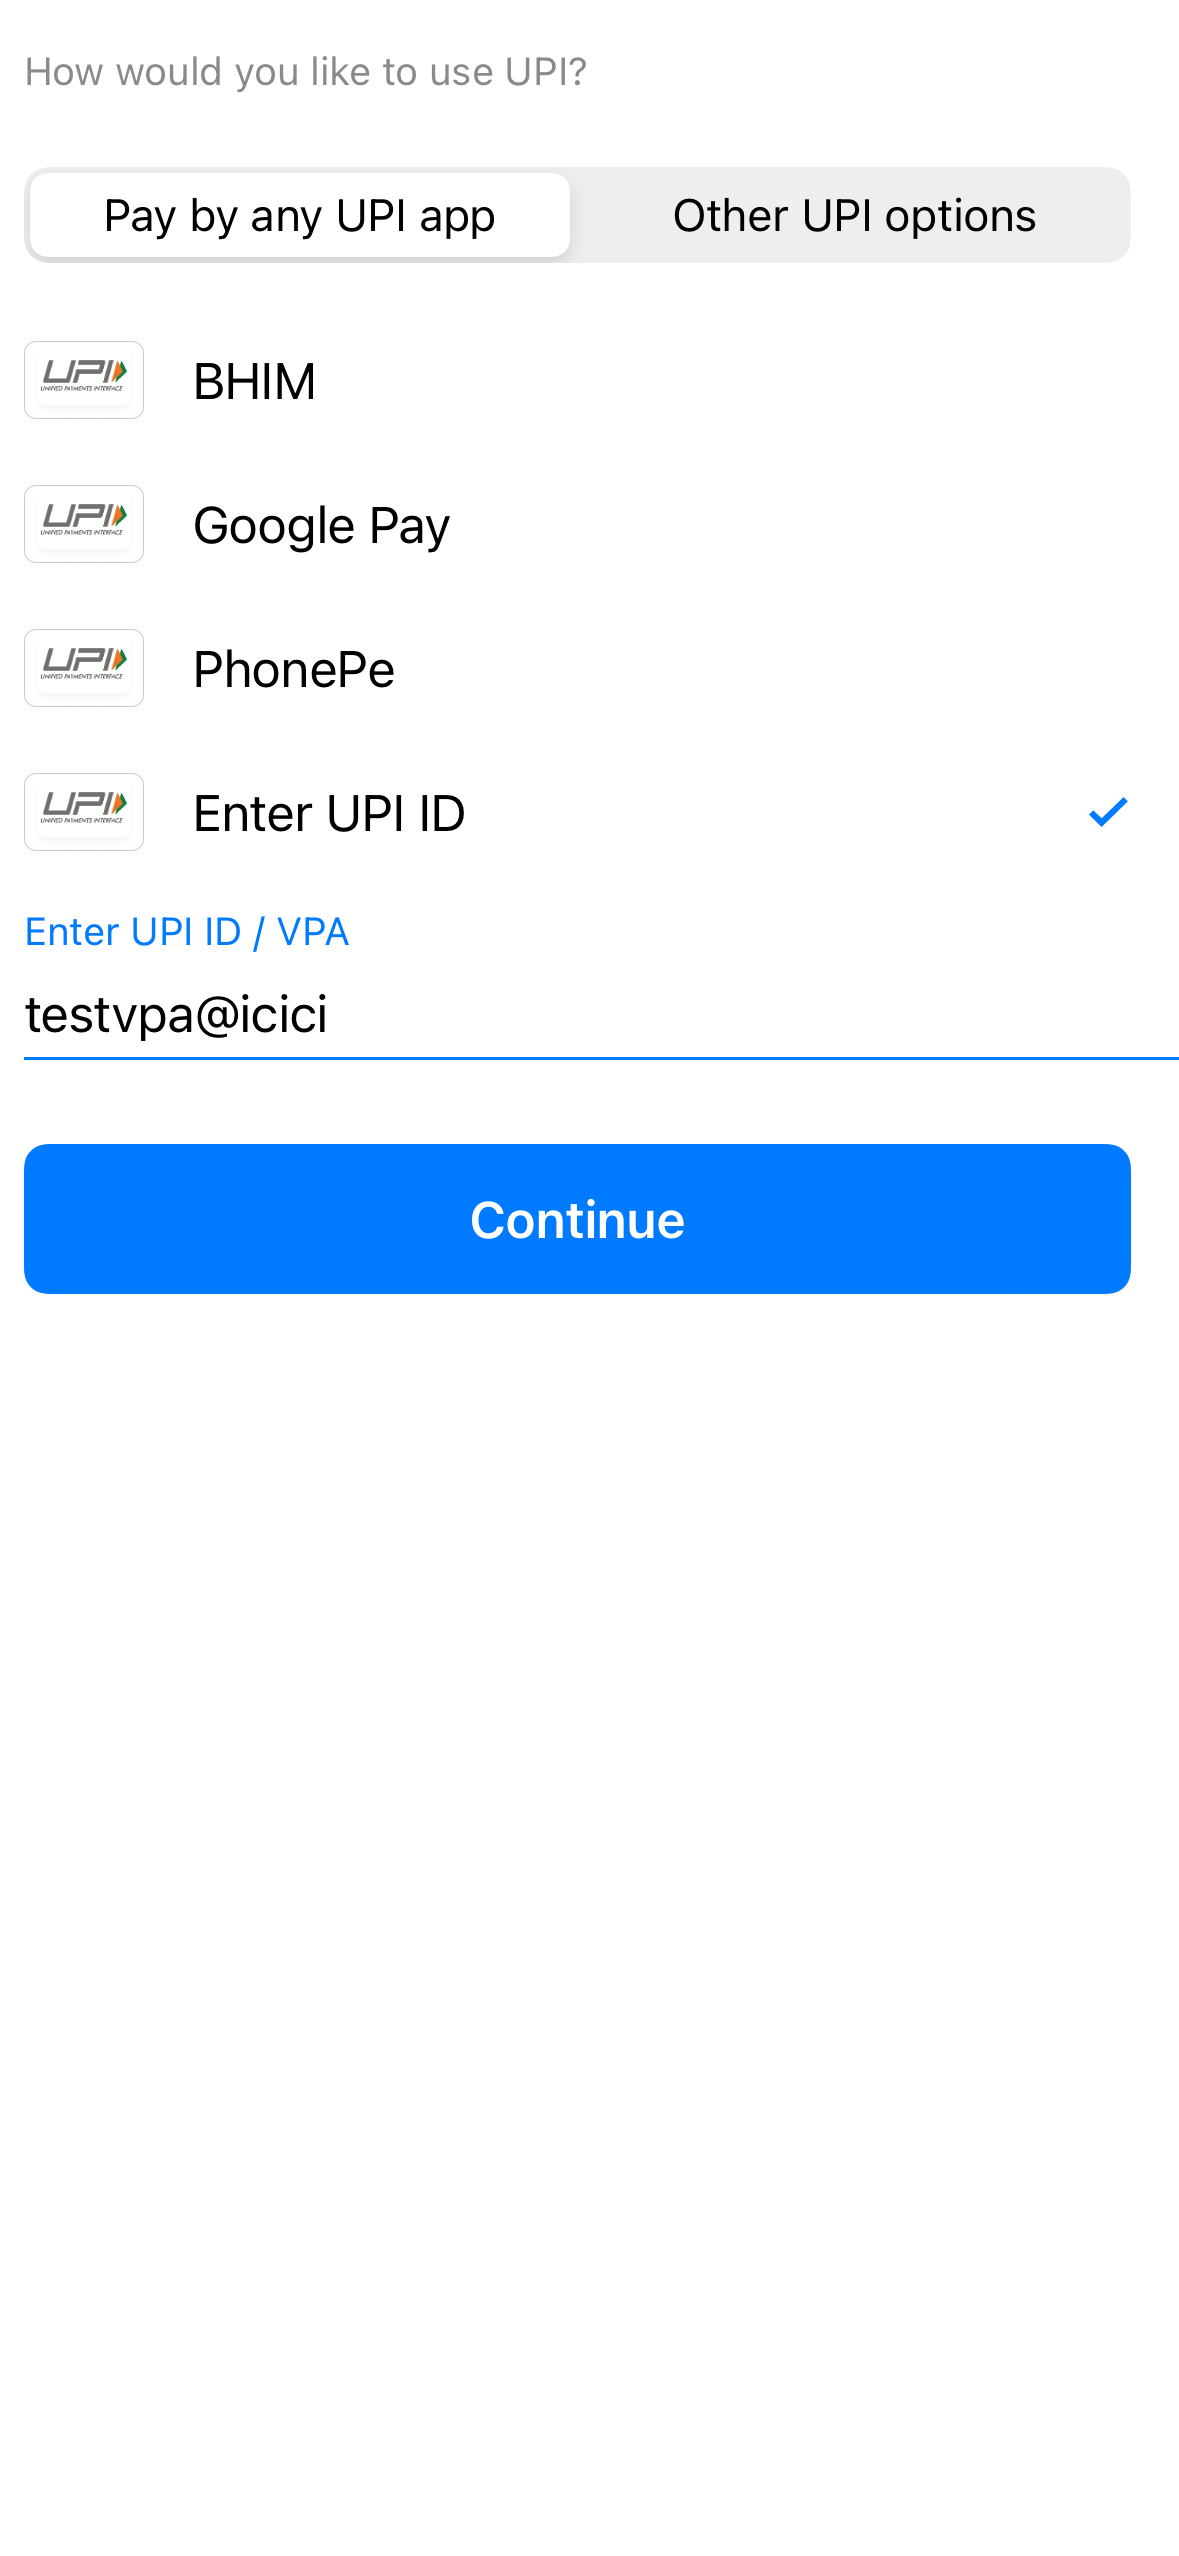 How would you like to use UPI?
Pay by any UPI app
Other UPI options
UPI
UNIFIED PAYMENTS INTERFACE
BHIM
UPI
UNIFIED PAYMENTS INTERFACE
Google Pay
UPI
UNIFIED PAYMENTS INTERFACE
PhonePe
UPI
UNIFIED PAYMENTS INTERFACE
Enter UPI ID
Enter UPI ID / VPA
testvpa@icici
Continue